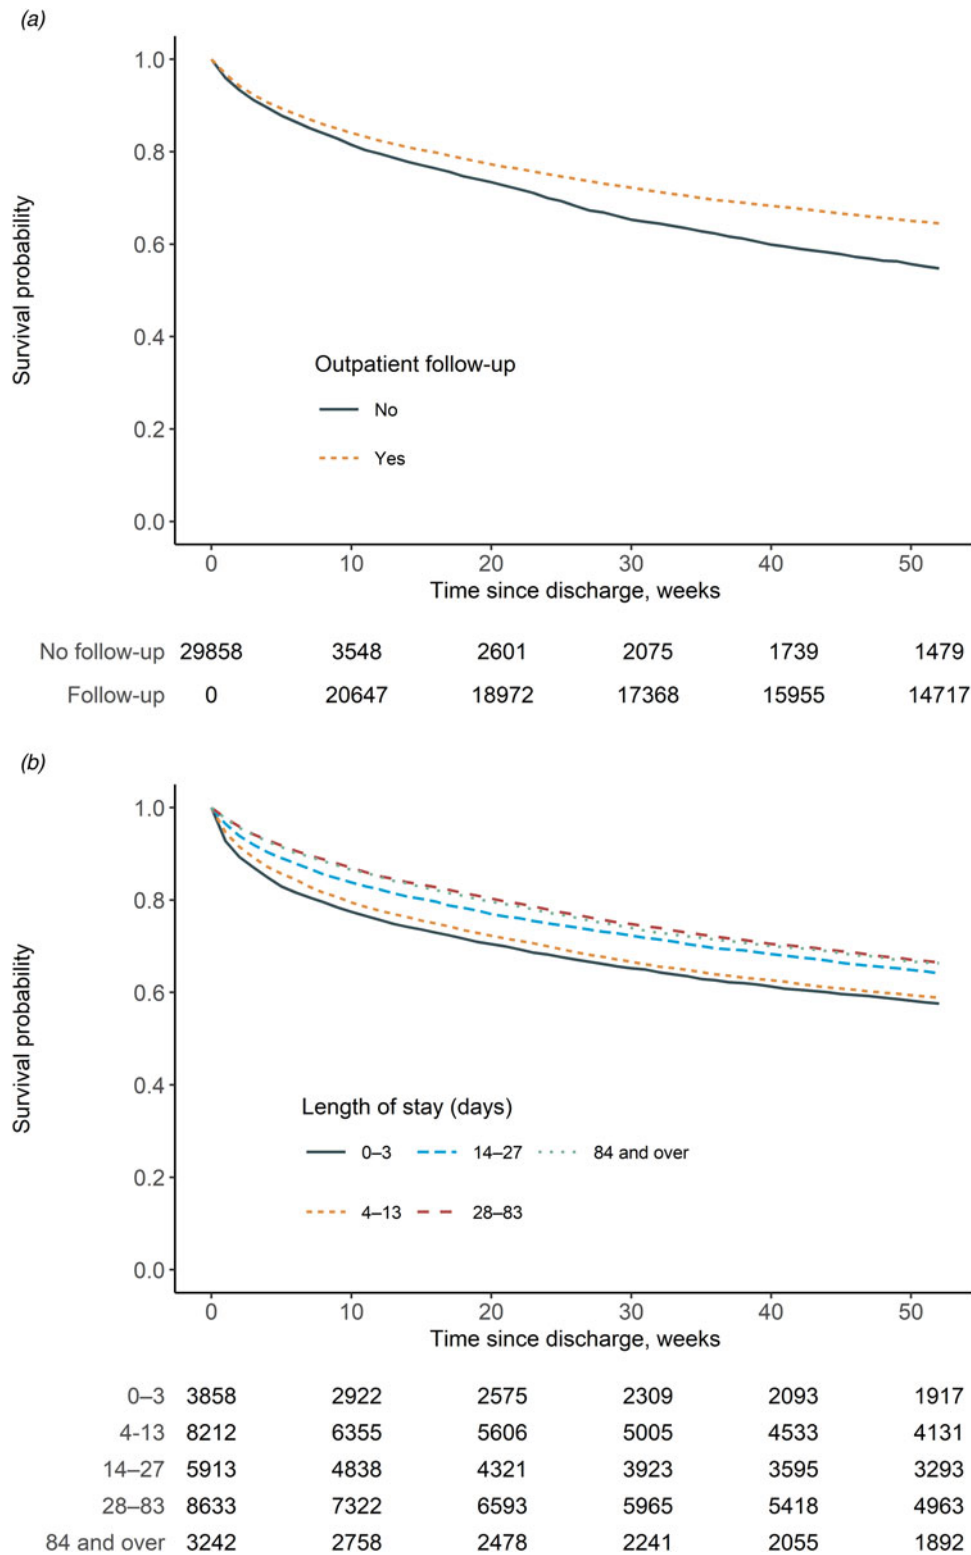 (a)
1.0
0.8
0.6
0.4
0.2
0.0
Survival probability
Outpatient follow-up
No
Yes
0 10 20 30 40 50
Time since discharge, weeks
No follow-up 29858 3548 2601 2075 1739 1479
Follow-up 0 20647 18972 17368 15955 14717
(b)
1.0
0.8
0.6
0.4
0.2
0.0
Survival probability
Length of stay (days)
0–3 14–27 84 and over
4–13 28–83
0 10 20 30 40 50
Time since discharge, weeks
0–3 3858 2922 2575 2309 2093 1917
4-13 8212 6355 5606 5005 4533 4131
14–27 5913 4838 4321 3923 3595 3293
28–83 8633 7322 6593 5965 5418 4963
84 and over 3242 2758 2478 2241 2055 1892